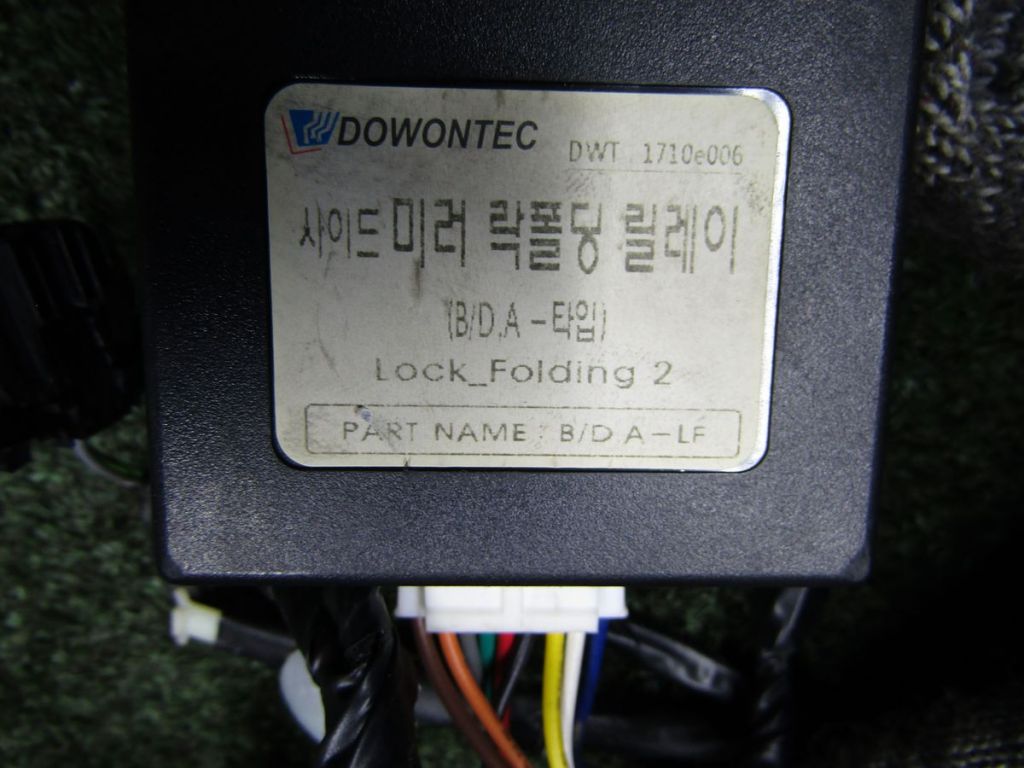 DOWONTEC DWT 1710e006
사이드미러 락폴딩 릴레이
(B/D.A - 타입)
Lock_Folding 2
PART NAME : B/D A-LF